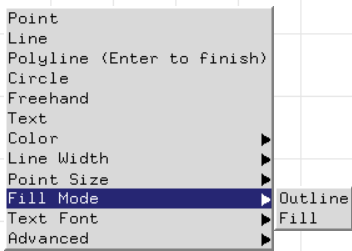 Point
Line
Polyline (Enter to finish)
Circle
Freehand
Text
Color
Line Width
Point Size
Fill Mode
Text Font
Advanced
Outline
Fill